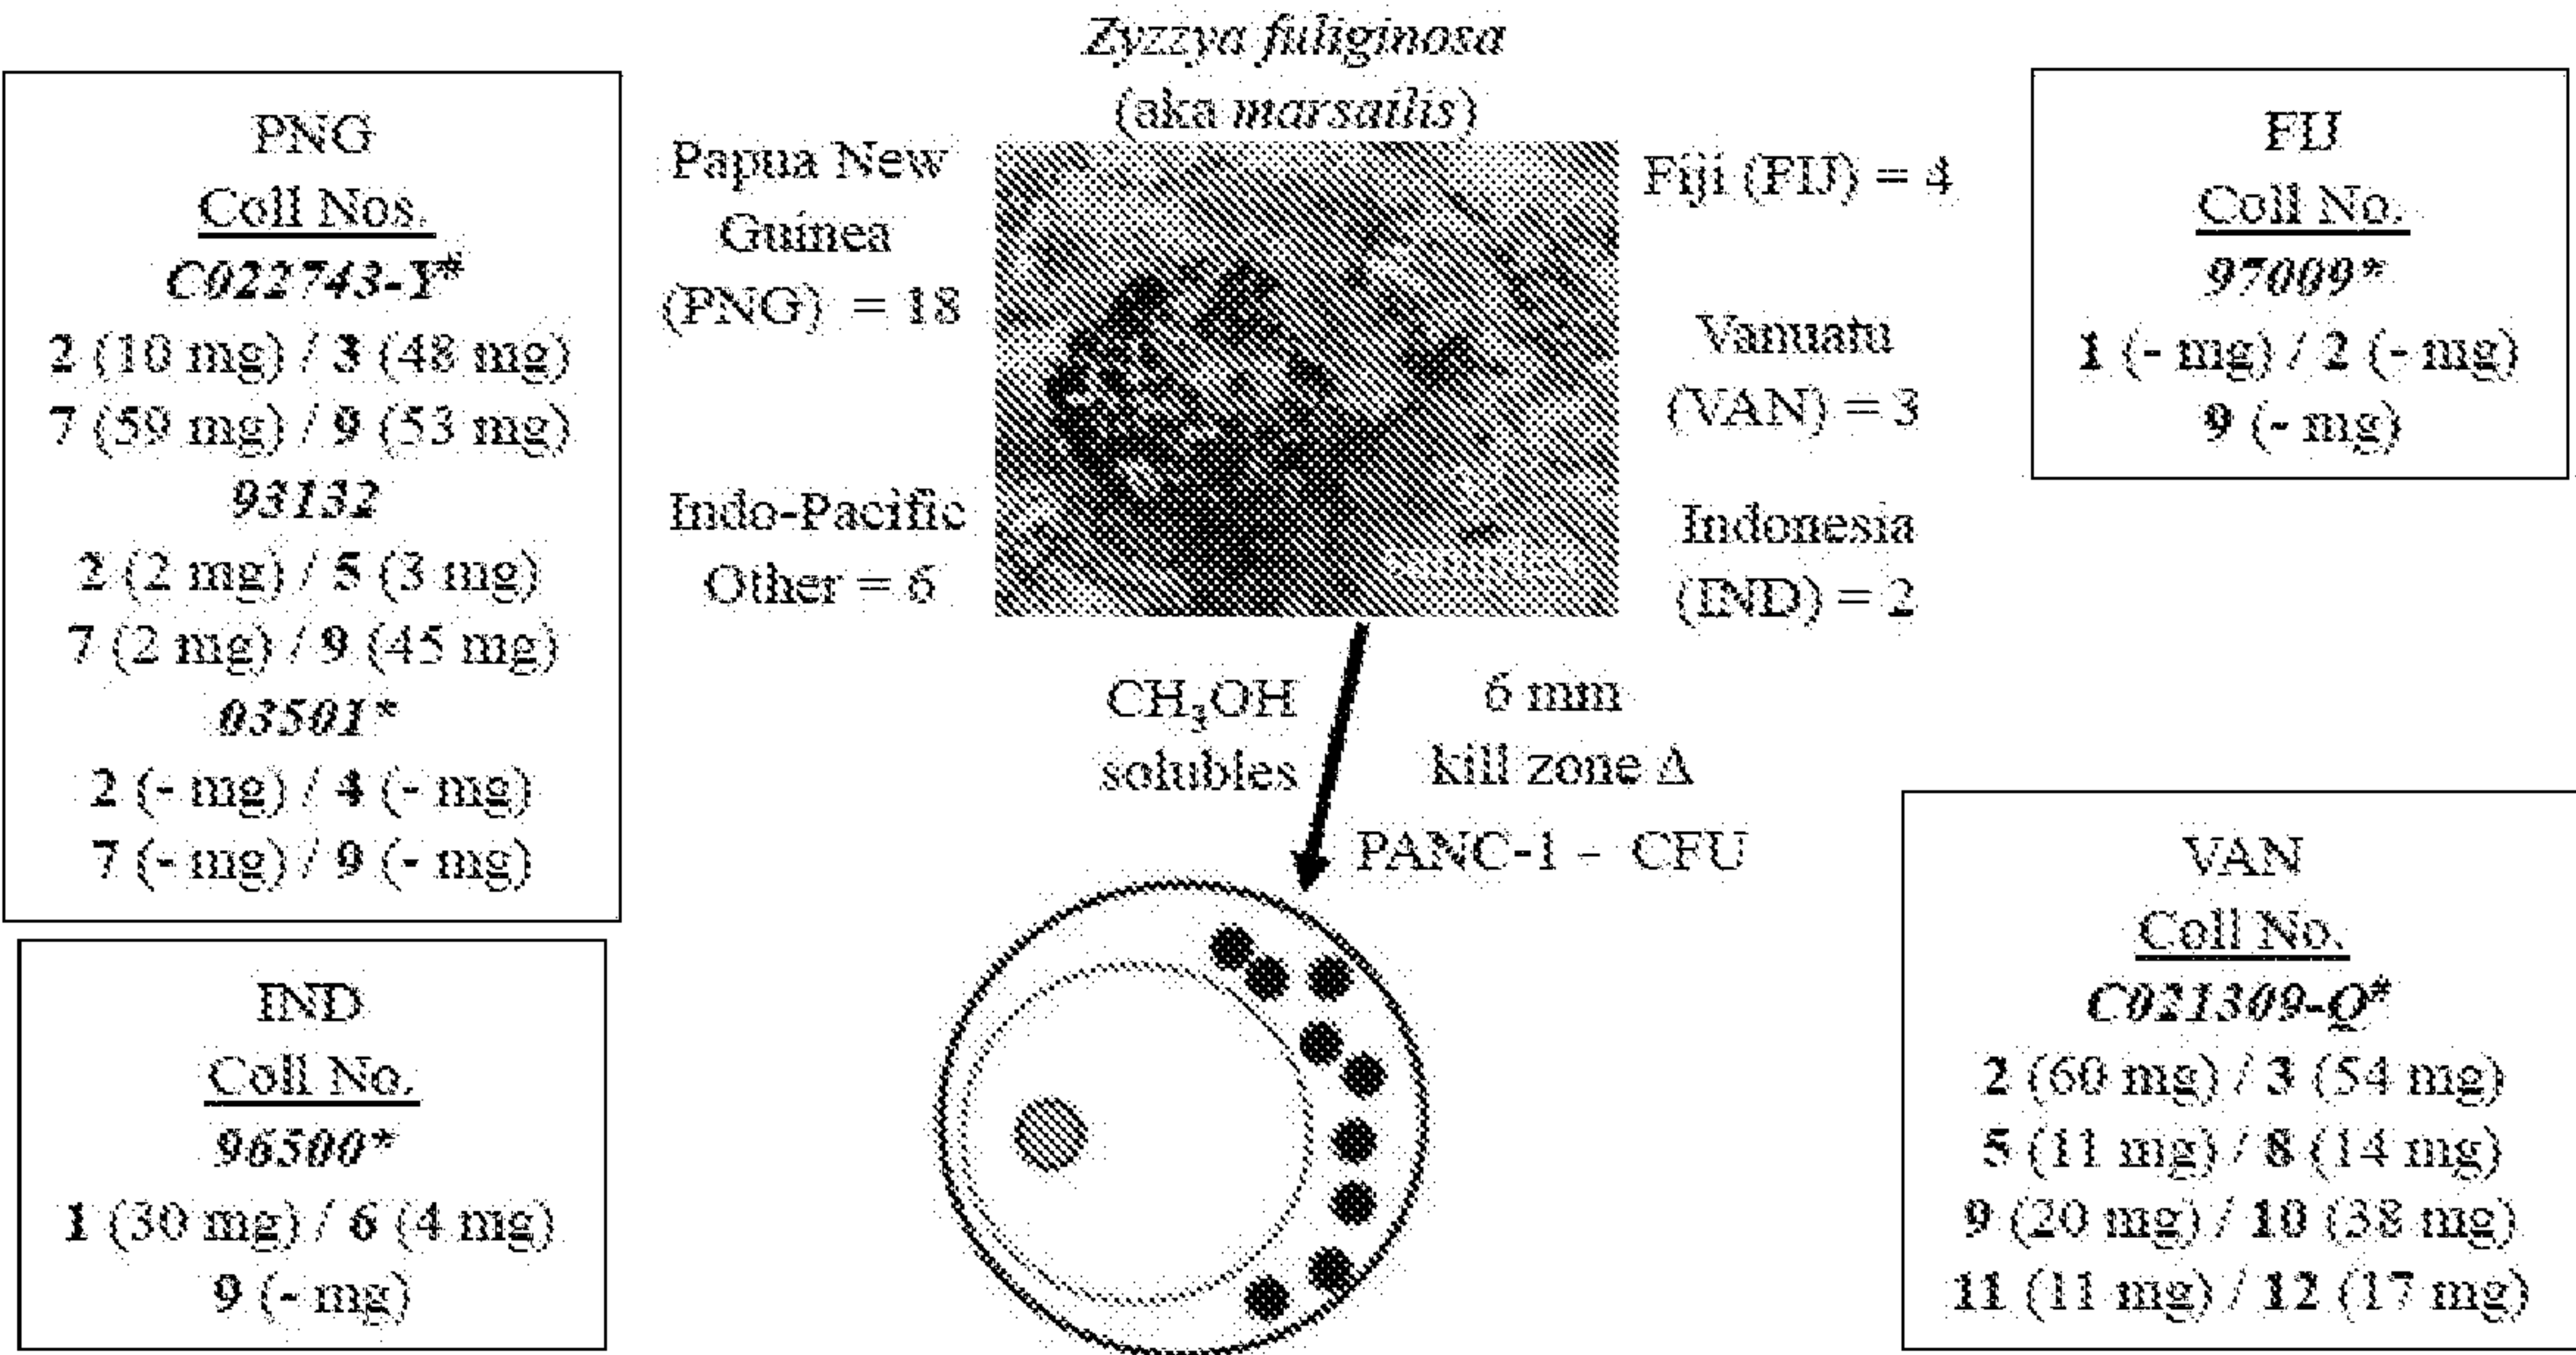 Zyzzya fuliginosa
(aka marsailis)
PNG
Coll Nos.
C022743-Y#
2 (10 mg) / 3 (48 mg)
7 (59 mg) / 9 (53 mg)
93132
2 (2 mg) / 5 (3 mg)
7 (2 mg) / 9 (45 mg)
03501*
2 (- mg) / 4 (- mg)
7 (- mg) / 9 (- mg)
IND
Coll No.
96500*
1 (30 mg) / 6 (4 mg)
9 (- mg)
Papua New
Guinea
(PNG) = 18
Indo-Pacific
Other = 6
Fiji (FIJ) = 4
Vanuatu
(VAN) = 3
Indonesia
(IND) = 2
CH₃OH
solubles
6 mm
kill zone Δ
PANC-1 – CFU
FIJ
Coll No.
97009*
1 (- mg) / 2 (- mg)
9 (- mg)
VAN
Coll No.
C021309-Q#
2 (60 mg) / 3 (54 mg)
5 (11 mg) / 8 (14 mg)
9 (20 mg) / 10 (38 mg)
11 (11 mg) / 12 (17 mg)